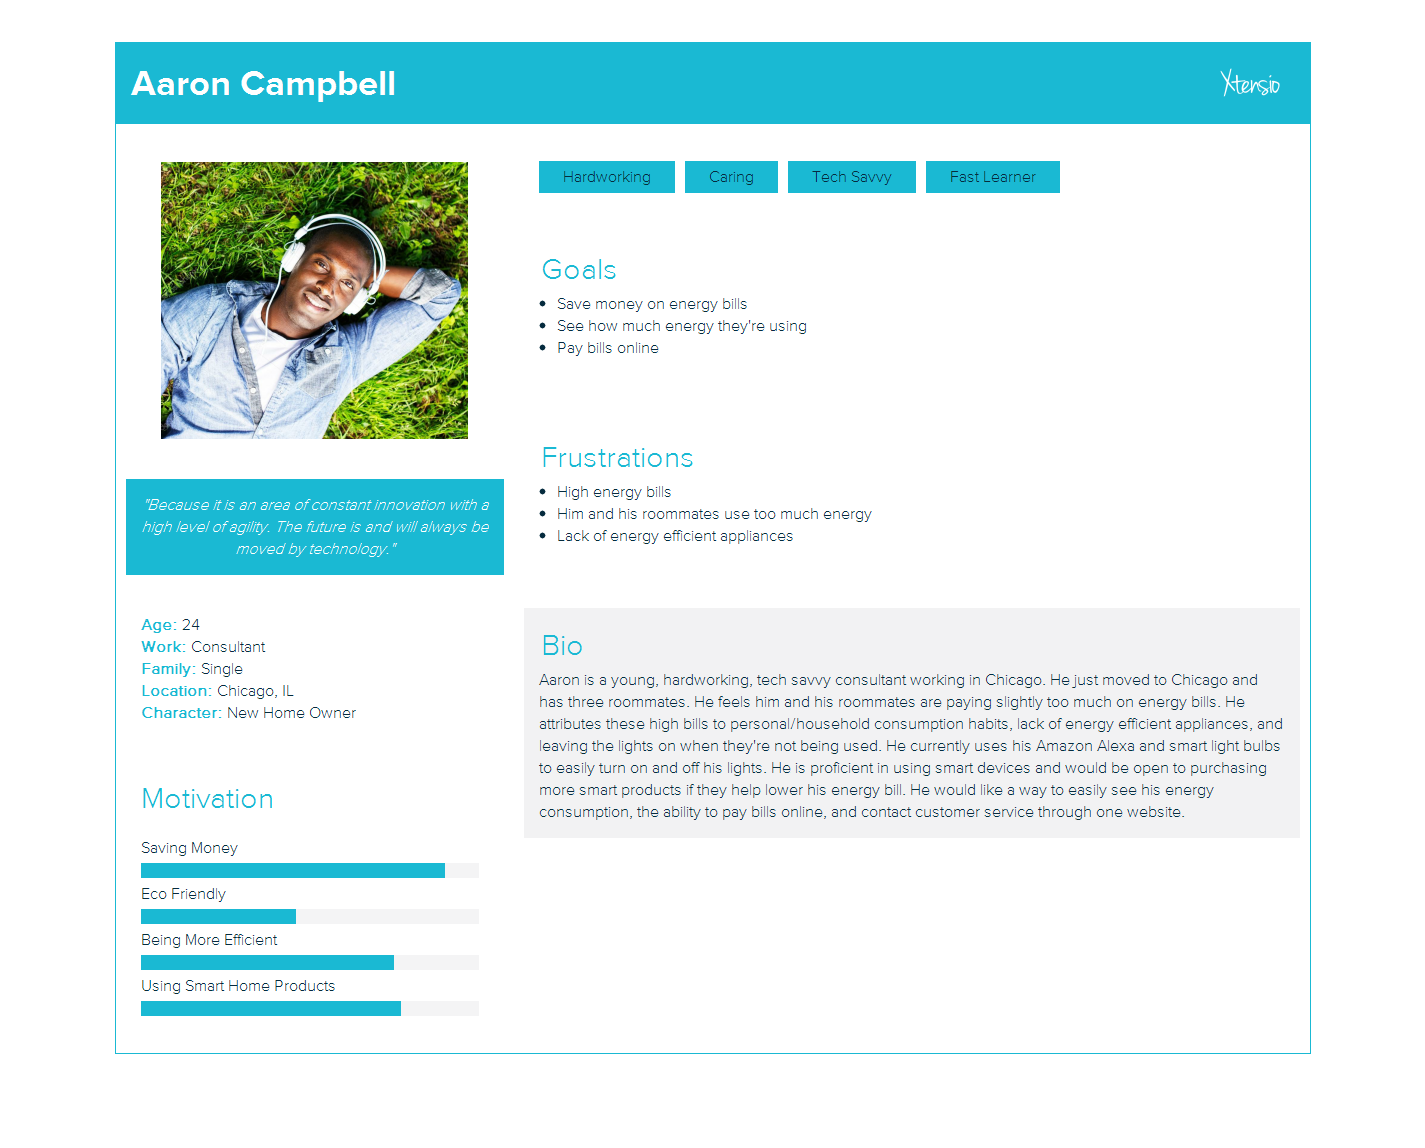 Aaron Campbell
Xtensio
Hardworking
Caring
Tech Savvy
Fast Learner
Goals
Save money on energy bills
See how much energy they're using
Pay bills online
Frustrations
High energy bills
Him and his roommates use too much energy
Lack of energy efficient appliances
"Because it is an area of constant innovation with a
high level of agility. The future is and will always be
moved by technology."
Age: 24
Work: Consultant
Family: Single
Location: Chicago, IL
Character: New Home Owner
Bio
Aaron is a young, hardworking, tech savvy consultant working in Chicago. He just moved to Chicago and
has three roommates. He feels him and his roommates are paying slightly too much on energy bills. He
attributes these high bills to personal/household consumption habits, lack of energy efficient appliances, and
leaving the lights on when they're not being used. He currently uses his Amazon Alexa and smart light bulbs
to easily turn on and off his lights. He is proficient in using smart devices and would be open to purchasing
more smart products if they help lower his energy bill. He would like a way to easily see his energy
consumption, the ability to pay bills online, and contact customer service through one website.
Motivation
Saving Money
Eco Friendly
Being More Efficient
Using Smart Home Products